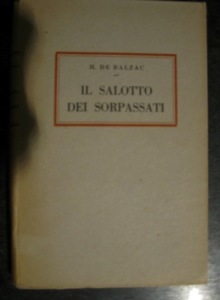 H. DE BALZAC
IL SALOTTO
DEI SORPASSATI